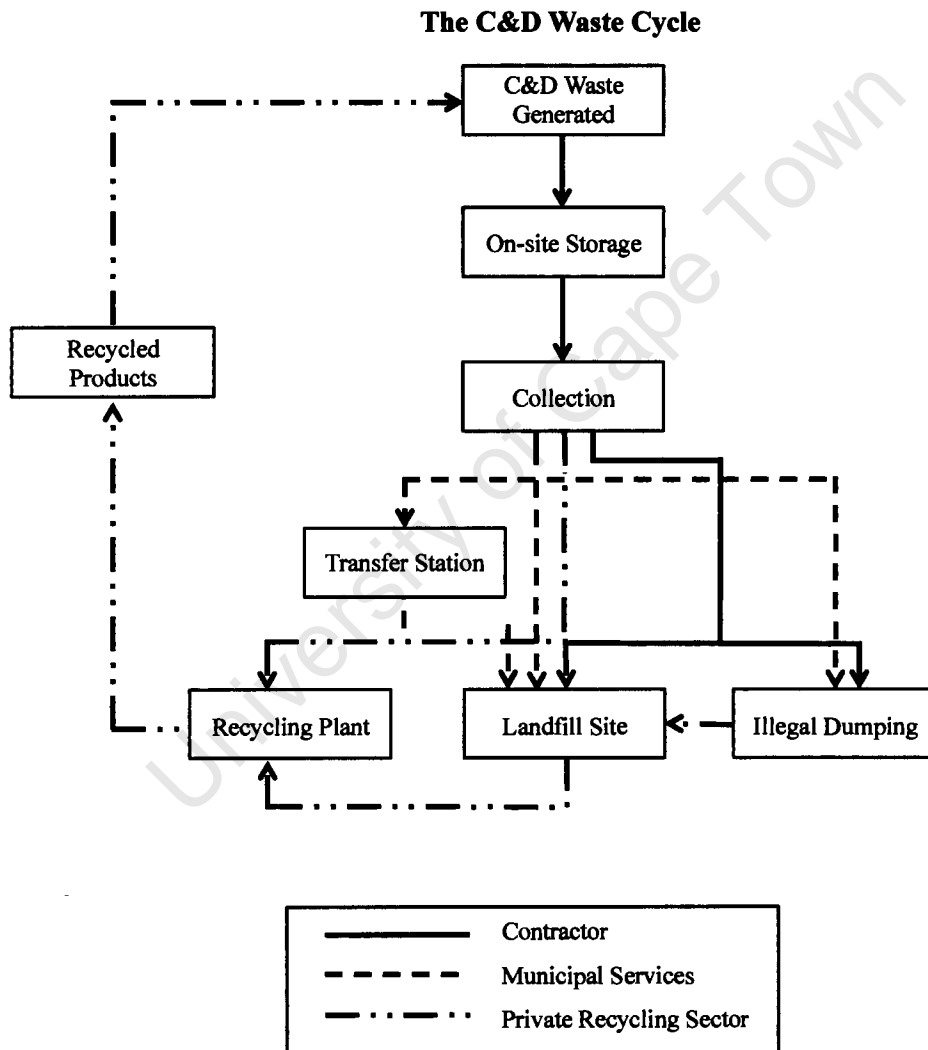 The C&D Waste Cycle
C&D Waste
Generated
On-site Storage
Recycled
Products
Collection
Transfer Station
Recycling Plant
Landfill Site
Illegal Dumping
Contractor
Municipal Services
Private Recycling Sector
University of Cape Town